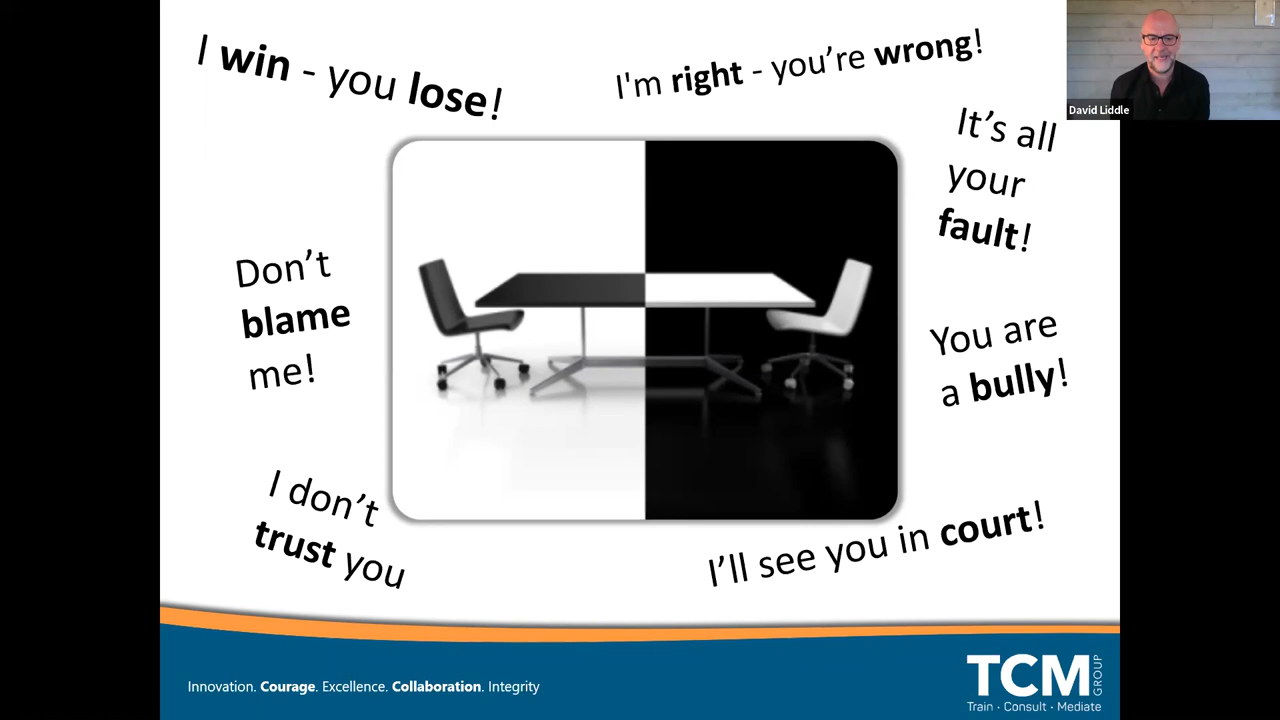 I win - you lose!
I'm right - you’re wrong!
David Liddle
It’s all
your
fault!
Don’t
blame
me!
You are
a bully!
I don’t
trust you
I’ll see you in court!
Innovation. Courage. Excellence. Collaboration. Integrity
TCM
GROUP
Train · Consult · Mediate